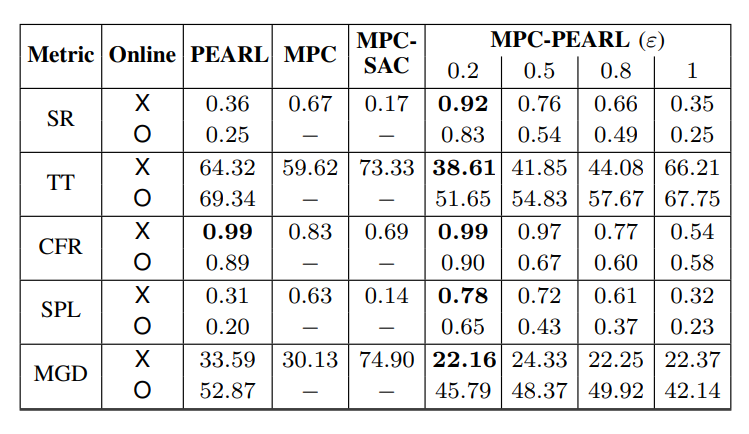 Metric Online PEARL MPC MPC-SAC MPC-PEARL (ε)
0.2 0.5 0.8 1
SR X 0.36 0.67 0.17 0.92 0.76 0.66 0.35
O 0.25 − − 0.83 0.54 0.49 0.25
TT X 64.32 59.62 73.33 38.61 41.85 44.08 66.21
O 69.34 − − 51.65 54.83 57.67 67.75
CFR X 0.99 0.83 0.69 0.99 0.97 0.77 0.54
O 0.89 − − 0.90 0.67 0.60 0.58
SPL X 0.31 0.63 0.14 0.78 0.72 0.61 0.32
O 0.20 − − 0.65 0.43 0.37 0.23
MGD X 33.59 30.13 74.90 22.16 24.33 22.25 22.37
O 52.87 − − 45.79 48.37 49.92 42.14